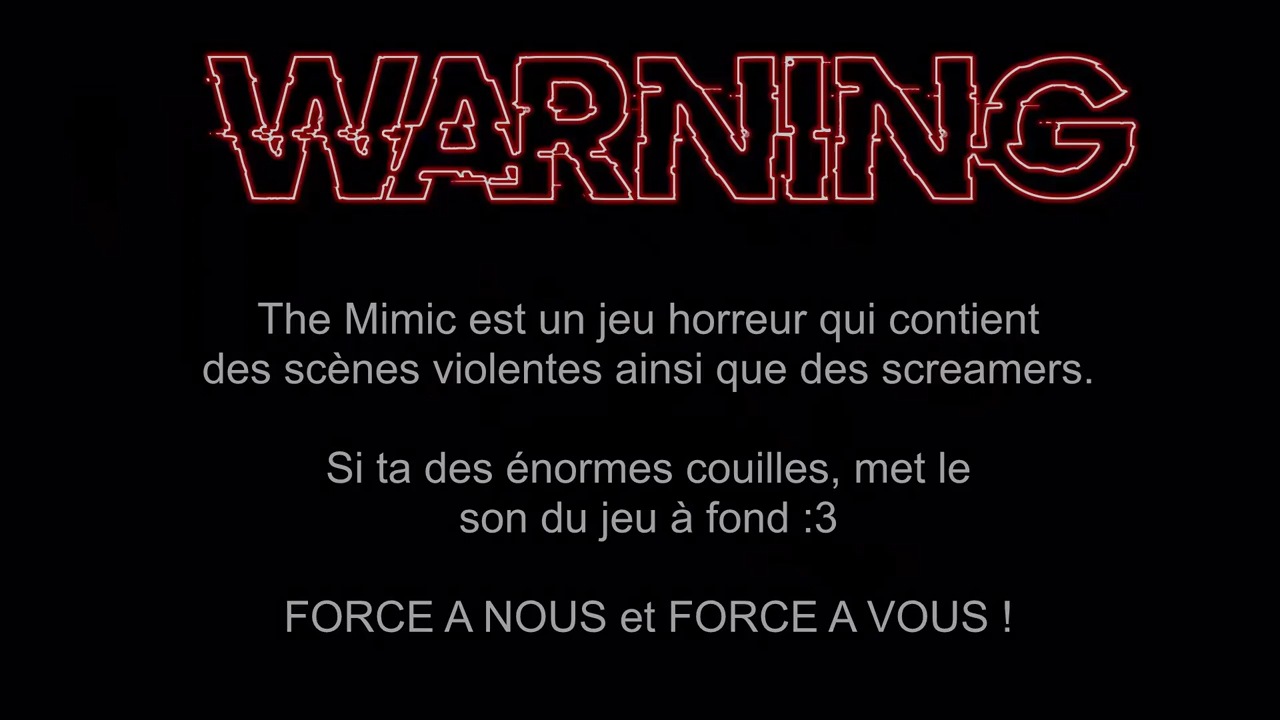 WARNING
The Mimic est un jeu horreur qui contient
des scènes violentes ainsi que des screamers.
Si ta des énormes couilles, met le
son du jeu à fond :3
FORCE A NOUS et FORCE A VOUS !